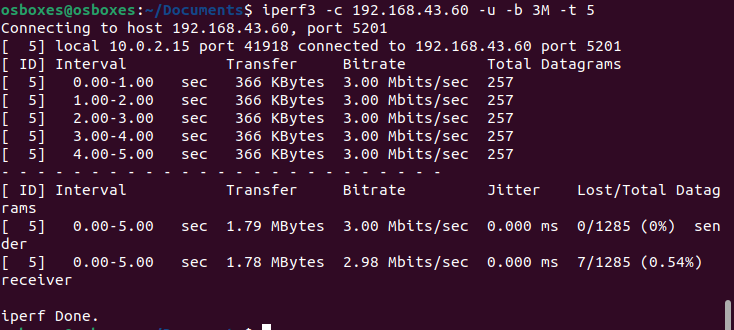 osboxes@osboxes:~/Documents$ iperf3 -c 192.168.43.60 -u -b 3M -t 5
Connecting to host 192.168.43.60, port 5201
[  5] local 10.0.2.15 port 41918 connected to 192.168.43.60 port 5201
[ ID] Interval           Transfer     Bitrate         Total Datagrams
[  5]   0.00-1.00   sec   366 KBytes  3.00 Mbits/sec  257
[  5]   1.00-2.00   sec   366 KBytes  3.00 Mbits/sec  257
[  5]   2.00-3.00   sec   366 KBytes  3.00 Mbits/sec  257
[  5]   3.00-4.00   sec   366 KBytes  3.00 Mbits/sec  257
[  5]   4.00-5.00   sec   366 KBytes  3.00 Mbits/sec  257
- - - - - - - - - - - - - - - - - - - - - - - - -
[ ID] Interval           Transfer     Bitrate         Jitter    Lost/Total Datag
rams
[  5]   0.00-5.00   sec  1.79 MBytes  3.00 Mbits/sec  0.000 ms  0/1285 (0%)  sen
der
[  5]   0.00-5.00   sec  1.78 MBytes  2.98 Mbits/sec  0.000 ms  7/1285 (0.54%)
receiver
iperf Done.
osboxes@osboxes:~/Documents$